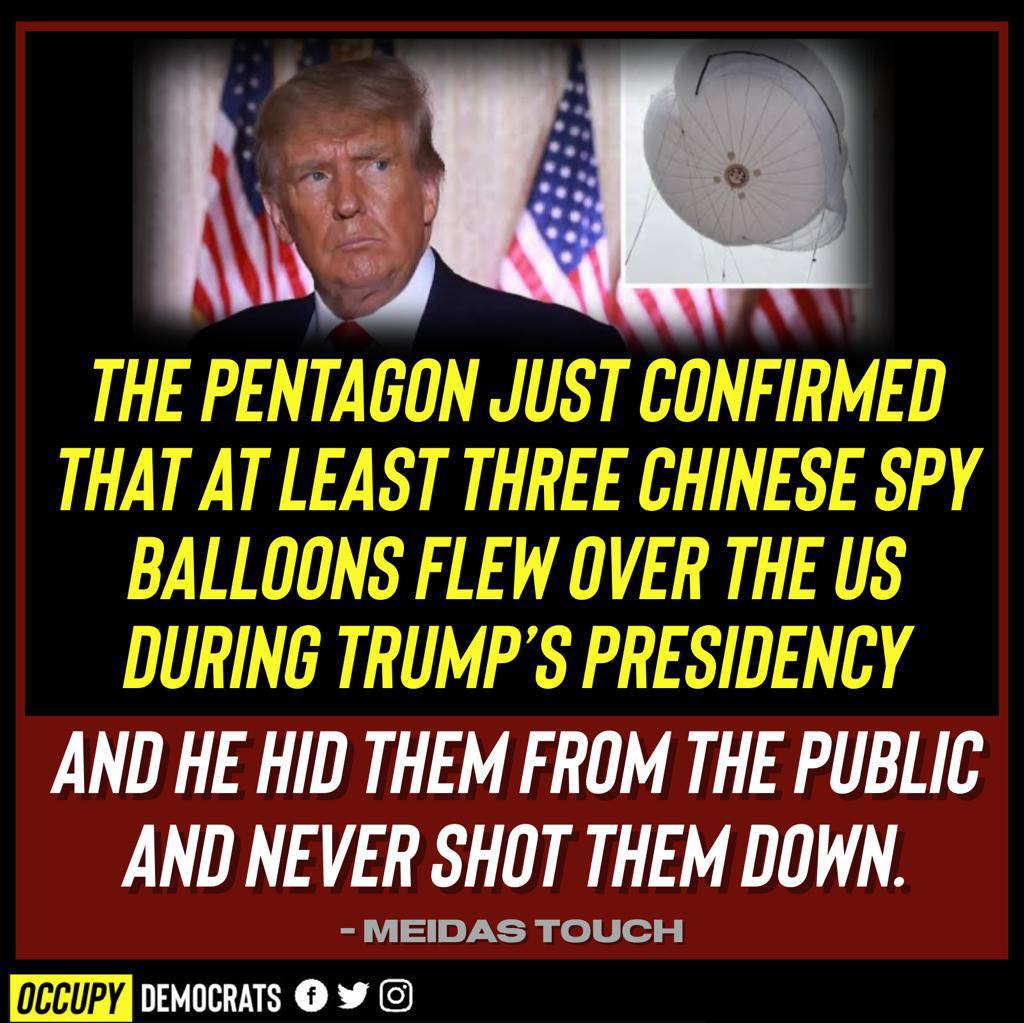 THE PENTAGON JUST CONFIRMED
THAT AT LEAST THREE CHINESE SPY
BALLOONS FLEW OVER THE US
DURING TRUMP'S PRESIDENCY
AND HE HID THEM FROM THE PUBLIC
AND NEVER SHOT THEM DOWN.
- MEIDAS TOUCH
OCCUPY DEMOCRATS